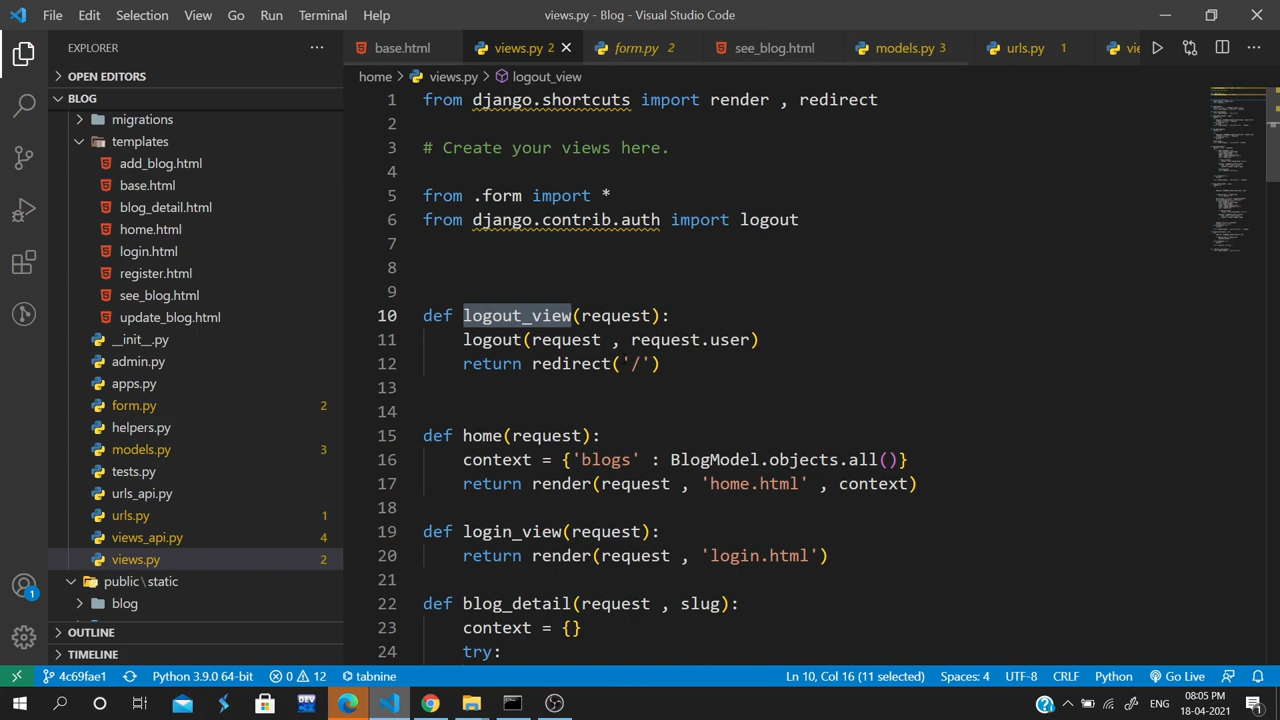 File Edit Selection View Go Run Terminal Help views.py - Blog - Visual Studio Code
EXPLORER
OPEN EDITORS
BLOG
migrations
templates
add_blog.html
base.html
blog_detail.html
home.html
login.html
register.html
see_blog.html
update_blog.html
__init__.py
admin.py
apps.py
form.py 2
helpers.py
models.py 3
tests.py
urls_api.py
urls.py 1
views_api.py 4
views.py 2
public\static
blog
OUTLINE
TIMELINE
base.html views.py 2 form.py 2 see_blog.html models.py 3 urls.py 1 vie
home > views.py > logout_view
1 from django.shortcuts import render , redirect
2
3 # Create your views here.
4
5 from .form import *
6 from django.contrib.auth import logout
7
8
9
10 def logout_view(request):
11 logout(request , request.user)
12 return redirect('/')
13
14
15 def home(request):
16 context = {'blogs' : BlogModel.objects.all()}
17 return render(request , 'home.html' , context)
18
19 def login_view(request):
20 return render(request , 'login.html')
21
22 def blog_detail(request , slug):
23 context = {}
24 try:
1
4c69fae1 Python 3.9.0 64-bit 0 12 tabnine Ln 10, Col 16 (11 selected) Spaces: 4 UTF-8 CRLF Python Go Live
DEV ENG 08:05 PM
18-04-2021
1